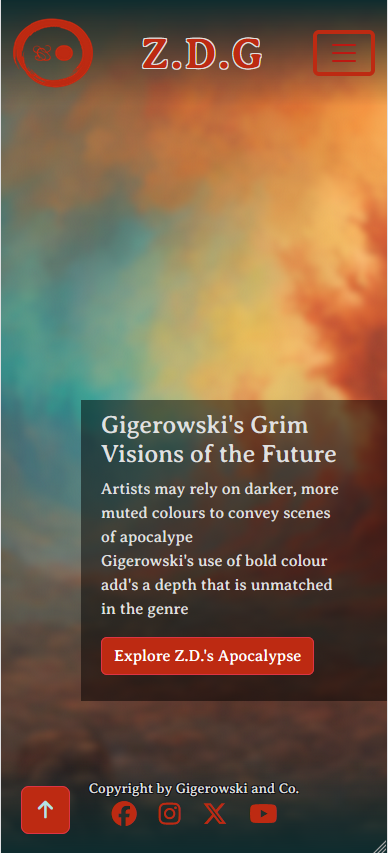 Z.D.G
Gigerowski's Grim
Visions of the Future
Artists may rely on darker, more
muted colours to convey scenes
of apocalype
Gigerowski's use of bold colour
add's a depth that is unmatched
in the genre
Explore Z.D.'s Apocalypse
Copyright by Gigerowski and Co.